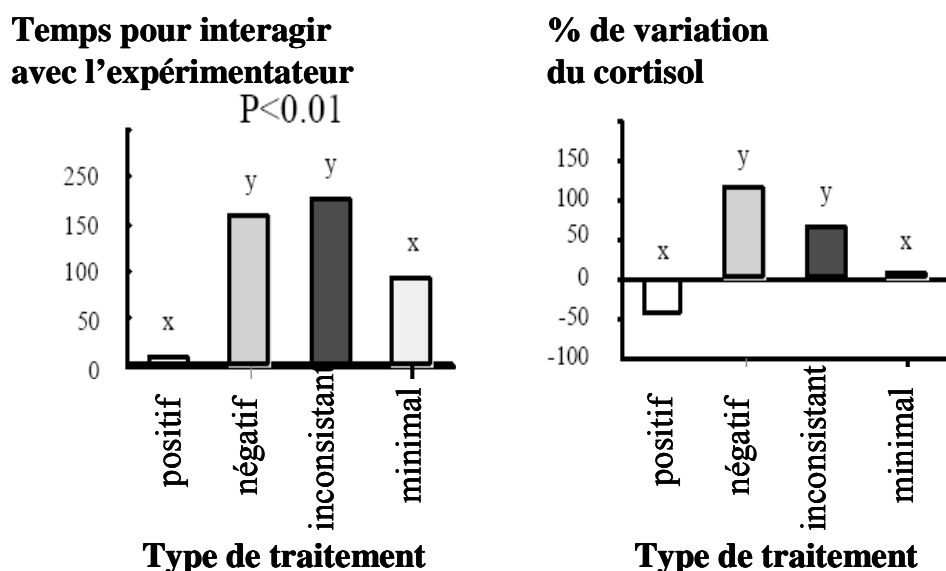 Temps pour interagir
avec l'expérimentateur
P<0.01
250
150
100
50
0
x
y
y
x
positif
négatif
inconsistant
minimal
Type de traitement
% de variation
du cortisol
150
100
50
0
-50
-100
x
y
y
x
positif
négatif
inconsistant
minimal
Type de traitement